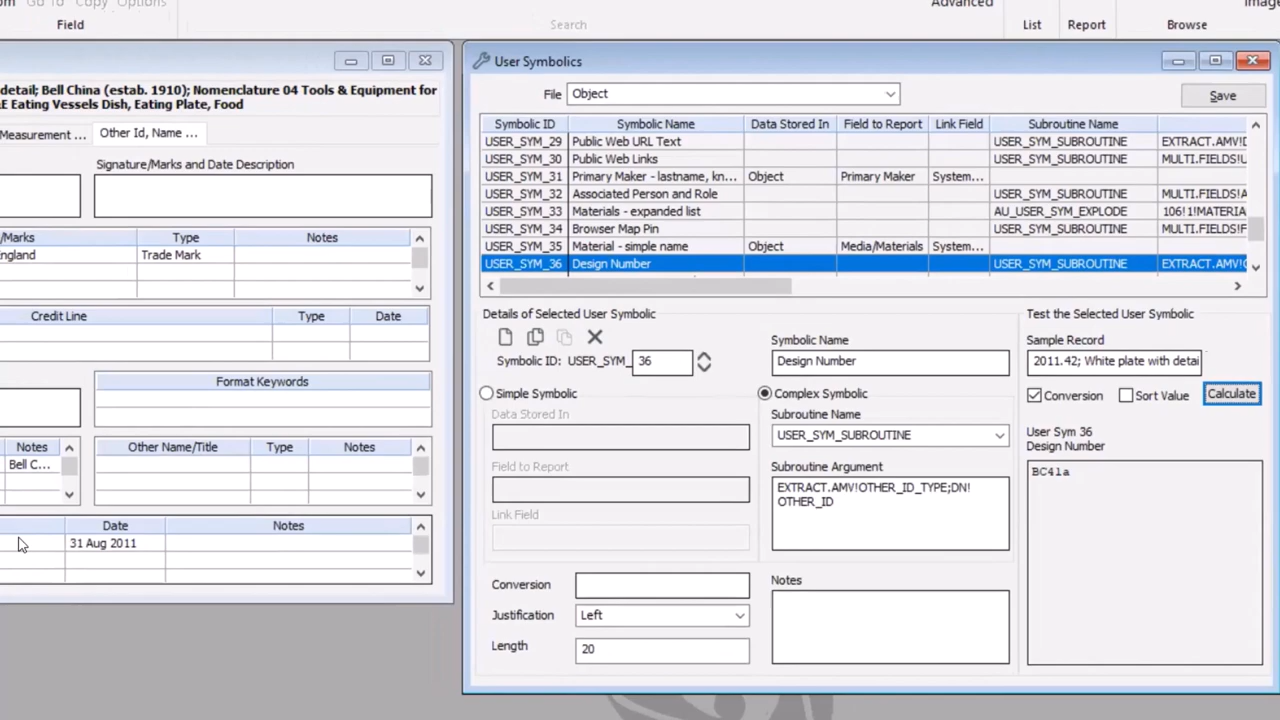 om Go To Copy Options
Advanced
Image
Field
Search
List
Report
Browse
detail; Bell China (estab. 1910); Nomenclature 04 Tools & Equipment for
&E Eating Vessels Dish, Eating Plate, Food
Measurement ...
Other Id, Name ...
Signature/Marks and Date Description
/Marks
Type
Notes
ngland
Trade Mark
Credit Line
Type
Date
Format Keywords
Notes
Other Name/Title
Type
Notes
Bell C...
Date
Notes
31 Aug 2011
User Symbolics
File
Object
Save
Symbolic ID
Symbolic Name
Data Stored In
Field to Report
Link Field
Subroutine Name
USER_SYM_29 Public Web URL Text USER_SYM_SUBROUTINE EXTRACT.AMV!
USER_SYM_30 Public Web Links USER_SYM_SUBROUTINE MULTI.FIELDS!U
USER_SYM_31 Primary Maker - lastname, kn... Object Primary Maker System...
USER_SYM_32 Associated Person and Role USER_SYM_SUBROUTINE MULTI.FIELDS!A
USER_SYM_33 Materials - expanded list AU_USER_SYM_EXPLODE 106!1!MATERIA
USER_SYM_34 Browser Map Pin USER_SYM_SUBROUTINE MULTI.FIELDS!F
USER_SYM_35 Material - simple name Object Media/Materials System...
USER_SYM_36 Design Number USER_SYM_SUBROUTINE EXTRACT.AMV!
Details of Selected User Symbolic
Symbolic ID: USER_SYM_ 36
Simple Symbolic
Data Stored In
Field to Report
Link Field
Conversion
Justification
Left
Length
20
Symbolic Name
Design Number
Complex Symbolic
Subroutine Name
USER_SYM_SUBROUTINE
Subroutine Argument
EXTRACT.AMV!OTHER_ID_TYPE;DN!
OTHER_ID
Notes
Test the Selected User Symbolic
Sample Record
2011.42; White plate with detai
Conversion
Sort Value
Calculate
User Sym 36
Design Number
BC41a